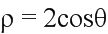 ρ = 2cosθ